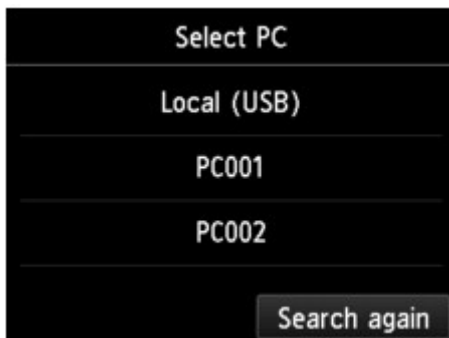 Select PC
Local (USB)
PC001
PC002
Search again